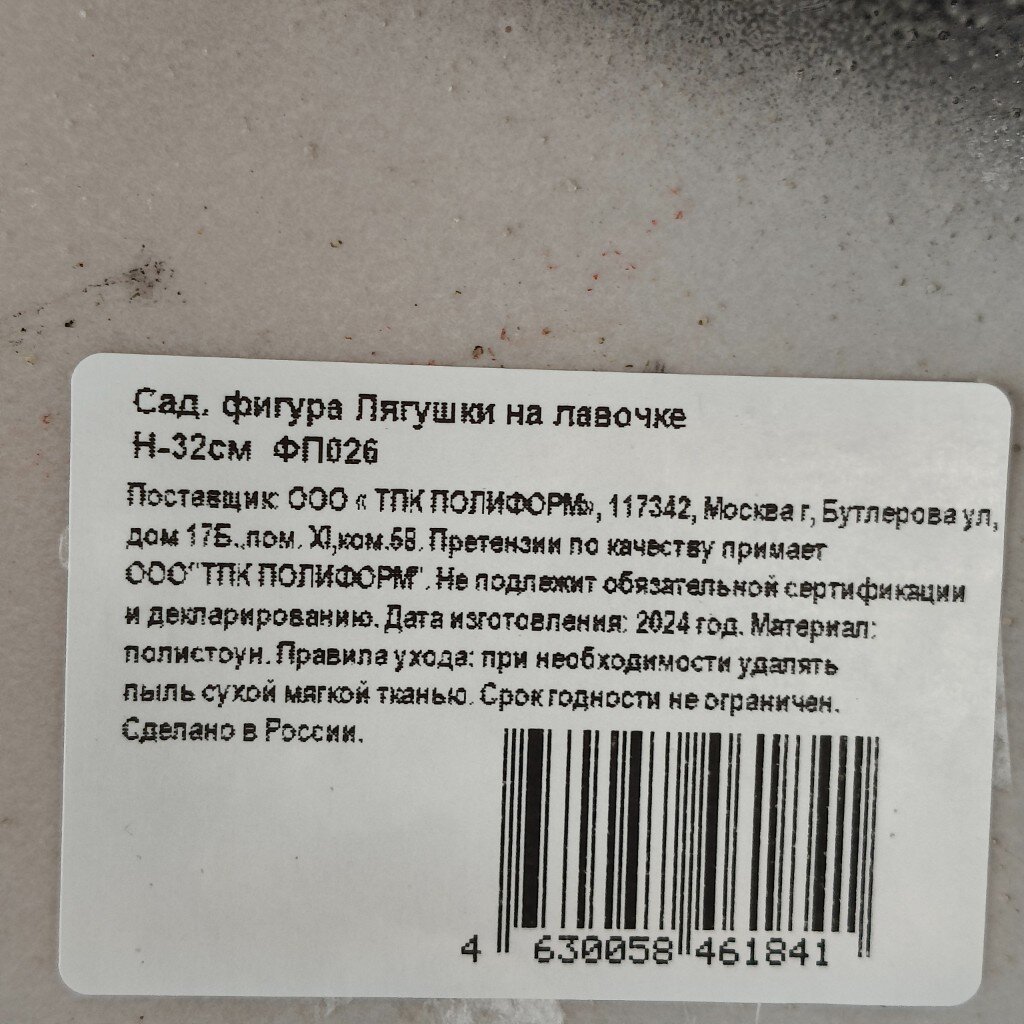 Сад. фигура Лягушки на лавочке
Н-32см ФП026
Поставщик: ООО « ТПК ПОЛИФОРМ», 117342, Москва г, Бутлерова ул,
дом 17Б.,пом. XI,ком.68. Претензии по качеству примает
ООО"ТПК ПОЛИФОРМ". Не подлежит обязательной сертификации
и декларированию. Дата изготовления: 2024 год. Материал:
полистоун. Правила ухода: при необходимости удалять
пыль сухой мягкой тканью. Срок годности не ограничен.
Сделано в России.
4 630058 461841